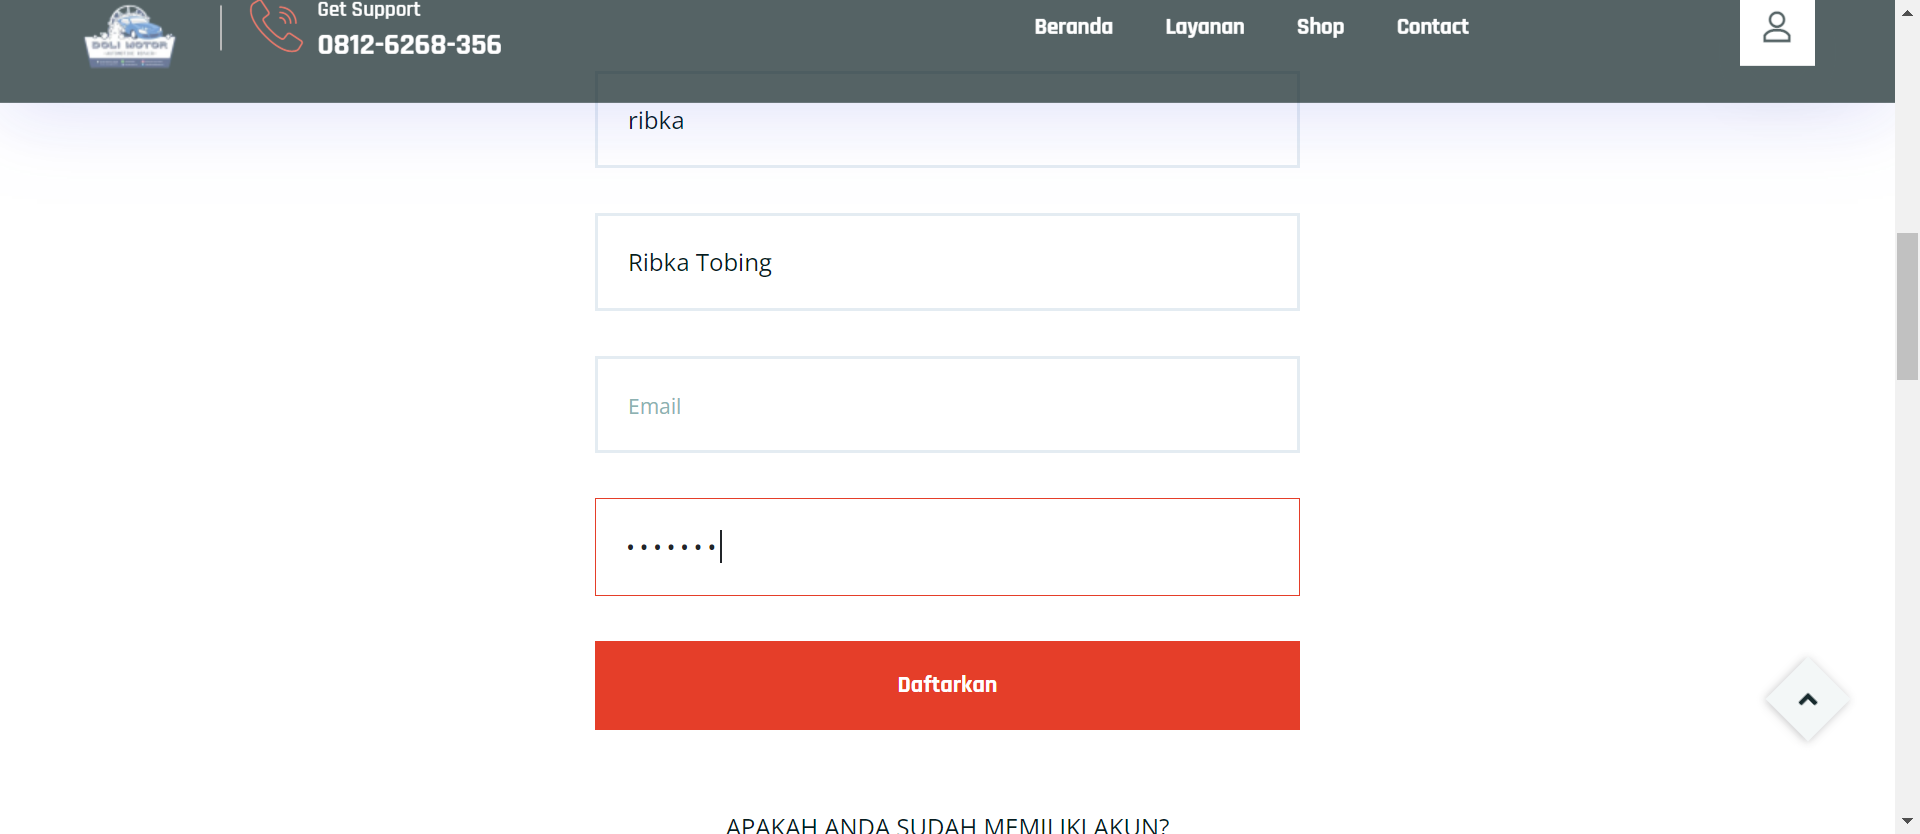 Get Support
0812-6268-356
Beranda
Layanan
Shop
Contact
DOLI MOTOR
ribka
Ribka Tobing
Email
Daftarkan
APAKAH ANDA SUDAH MEMILIKI AKUN?